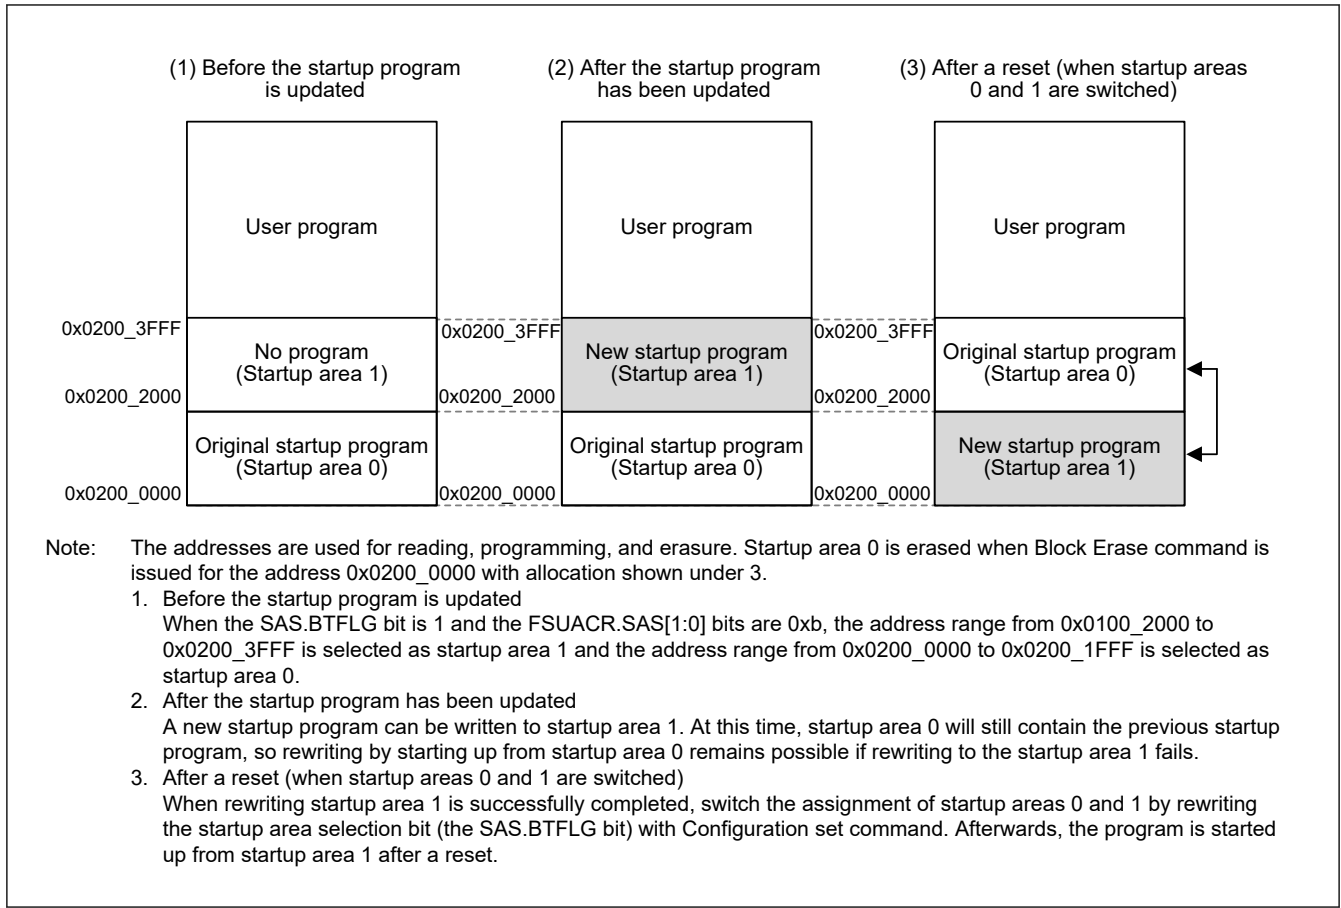 (1) Before the startup program
is updated
(2) After the startup program
has been updated
(3) After a reset (when startup areas
0 and 1 are switched)
User program
User program
User program
0x0200_3FFF
0x0200_3FFF
0x0200_3FFF
No program
(Startup area 1)
New startup program
(Startup area 1)
Original startup program
(Startup area 0)
0x0200_2000
0x0200_2000
0x0200_2000
Original startup program
(Startup area 0)
Original startup program
(Startup area 0)
New startup program
(Startup area 1)
0x0200_0000
0x0200_0000
0x0200_0000
Note: The addresses are used for reading, programming, and erasure. Startup area 0 is erased when Block Erase command is
issued for the address 0x0200_0000 with allocation shown under 3.
1. Before the startup program is updated
When the SAS.BTFLG bit is 1 and the FSUACR.SAS[1:0] bits are 0xb, the address range from 0x0100_2000 to
0x0200_3FFF is selected as startup area 1 and the address range from 0x0200_0000 to 0x0200_1FFF is selected as
startup area 0.
2. After the startup program has been updated
A new startup program can be written to startup area 1. At this time, startup area 0 will still contain the previous startup
program, so rewriting by starting up from startup area 0 remains possible if rewriting to the startup area 1 fails.
3. After a reset (when startup areas 0 and 1 are switched)
When rewriting startup area 1 is successfully completed, switch the assignment of startup areas 0 and 1 by rewriting
the startup area selection bit (the SAS.BTFLG bit) with Configuration set command. Afterwards, the program is started
up from startup area 1 after a reset.